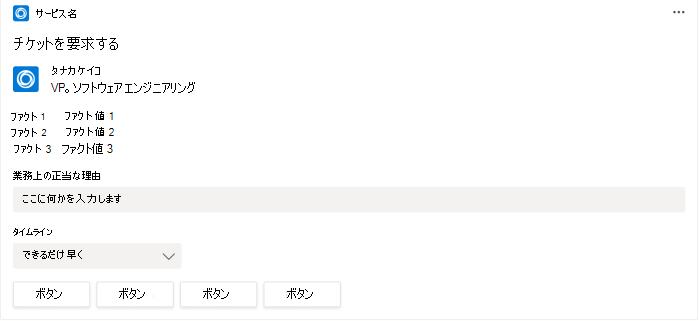 サービス名
チケットを要求する
タナカケイコ
VP。ソフトウェアエンジニアリング
ファクト 1 ファクト値 1
ファクト 2 ファクト値 2
ファクト 3 ファクト値 3
業務上の正当な理由
ここに何かを入力します
タイムライン
できるだけ早く
ボタン ボタン ボタン ボタン